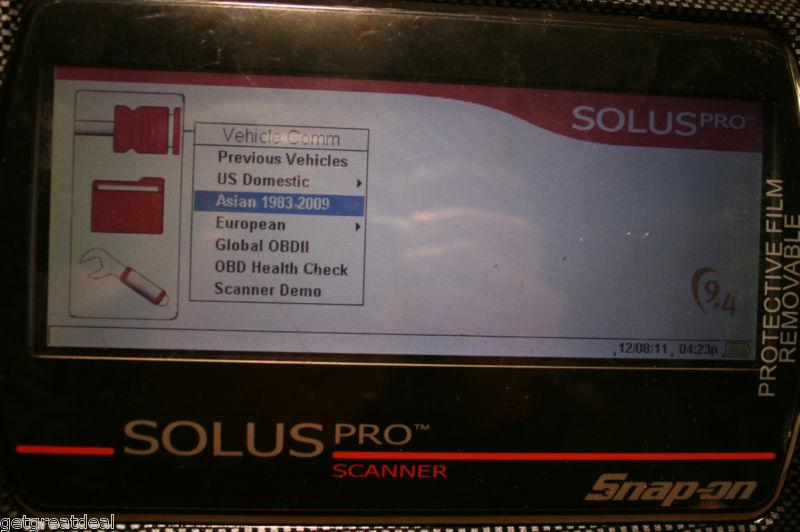 SOLUS PRO™
Vehicle Comm
Previous Vehicles
US Domestic
Asian 1983-2009
European
Global OBDII
OBD Health Check
Scanner Demo
9.4
12/08/11 04:23p
PROTECTIVE FILM
REMOVABLE
SOLUS PRO™
SCANNER
Snap-on
getgreatdeal